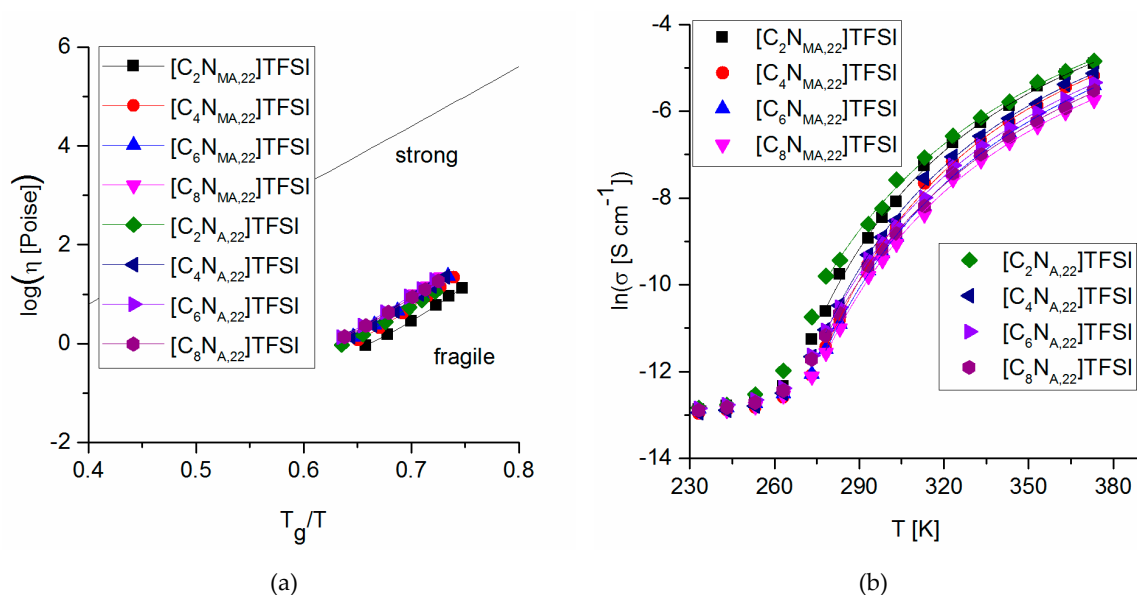 6
4
2
0
-2
log(η [Poise])
[C2NMA,22]TFSI
[C4NMA,22]TFSI
[C6NMA,22]TFSI
[C8NMA,22]TFSI
[C2NA,22]TFSI
[C4NA,22]TFSI
[C6NA,22]TFSI
[C8NA,22]TFSI
strong
fragile
0.4 0.5 0.6 0.7 0.8
Tg/T
(a)
-4
-6
-8
-10
-12
-14
ln(σ [S cm⁻¹])
[C2NMA,22]TFSI
[C4NMA,22]TFSI
[C6NMA,22]TFSI
[C8NMA,22]TFSI
[C2NA,22]TFSI
[C4NA,22]TFSI
[C6NA,22]TFSI
[C8NA,22]TFSI
230 260 290 320 350 380
T [K]
(b)